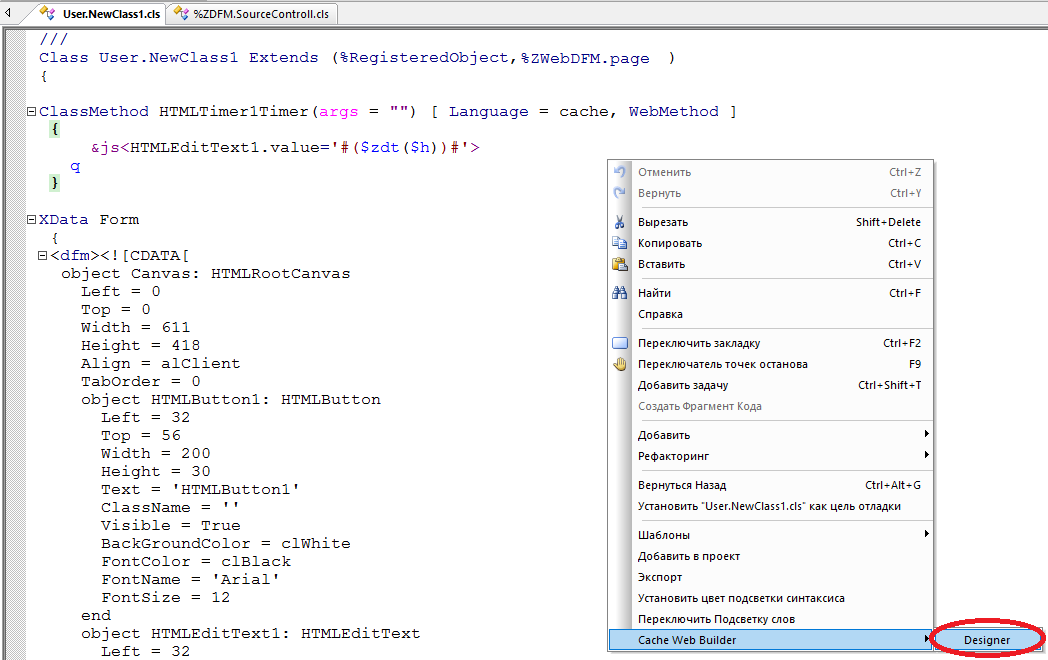 User.NewClass1.cls
%ZDFM.SourceControll.cls
///
Class User.NewClass1 Extends (%RegisteredObject,%ZWebDFM.page )
{
ClassMethod HTMLTimer1Timer(args = "") [ Language = cache, WebMethod ]
{
&js<HTMLEditText1.value='#($zdt($h))#'>
q
}
XData Form
{
<dfm><![CDATA[
object Canvas: HTMLRootCanvas
Left = 0
Top = 0
Width = 611
Height = 418
Align = alClient
TabOrder = 0
object HTMLButton1: HTMLButton
Left = 32
Top = 56
Width = 200
Height = 30
Text = 'HTMLButton1'
ClassName = ''
Visible = True
BackGroundColor = clWhite
FontColor = clBlack
FontName = 'Arial'
FontSize = 12
end
object HTMLEditText1: HTMLEditText
Left = 32
Отменить Ctrl+Z
Вернуть Ctrl+Y
Вырезать Shift+Delete
Копировать Ctrl+C
Вставить Ctrl+V
Найти Ctrl+F
Справка
Переключить закладку Ctrl+F2
Переключатель точек останова F9
Добавить задачу Ctrl+Shift+T
Создать Фрагмент Кода
Добавить
Рефакторинг
Вернуться Назад Ctrl+Alt+G
Установить "User.NewClass1.cls" как цель отладки
Шаблоны
Добавить в проект
Экспорт
Установить цвет подсветки синтаксиса
Переключить Подсветку слов
Cache Web Builder
Designer